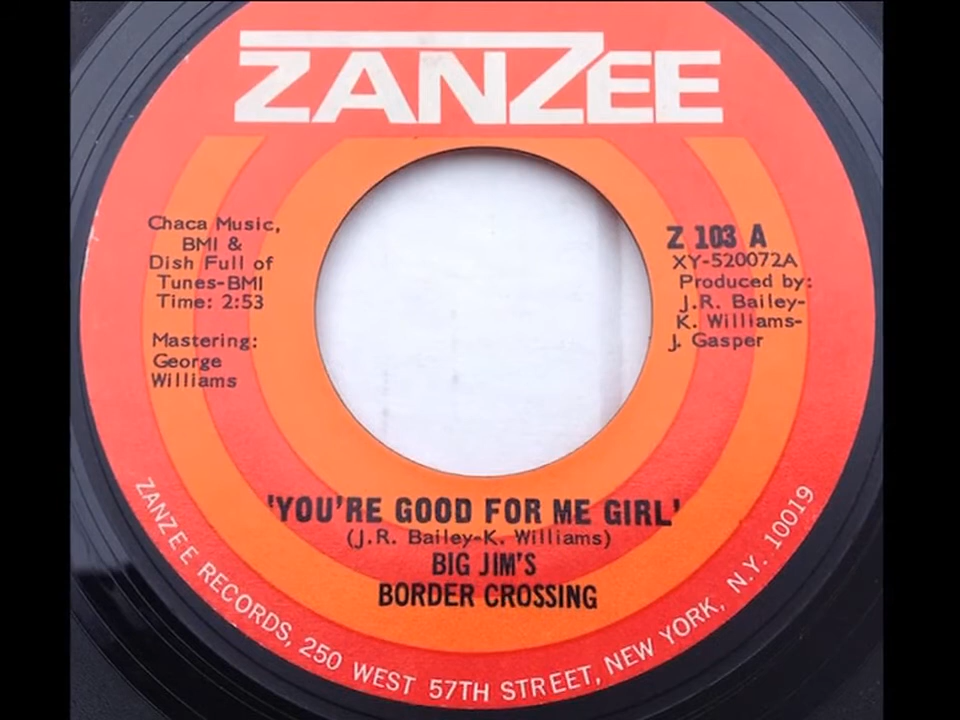 ZANZEE
Chaca Music,
BMI &
Dish Full of
Tunes-BMI
Time: 2:53
Mastering:
George
Williams
Z 103 A
XY-520072A
Produced by:
J.R. Bailey-
K. Williams-
J. Gasper
'YOU'RE GOOD FOR ME GIRL'
(J.R. Bailey-K. Williams)
BIG JIM'S
BORDER CROSSING
ZANZEE RECORDS, 250 WEST 57TH STREET, NEW YORK, N.Y. 10019